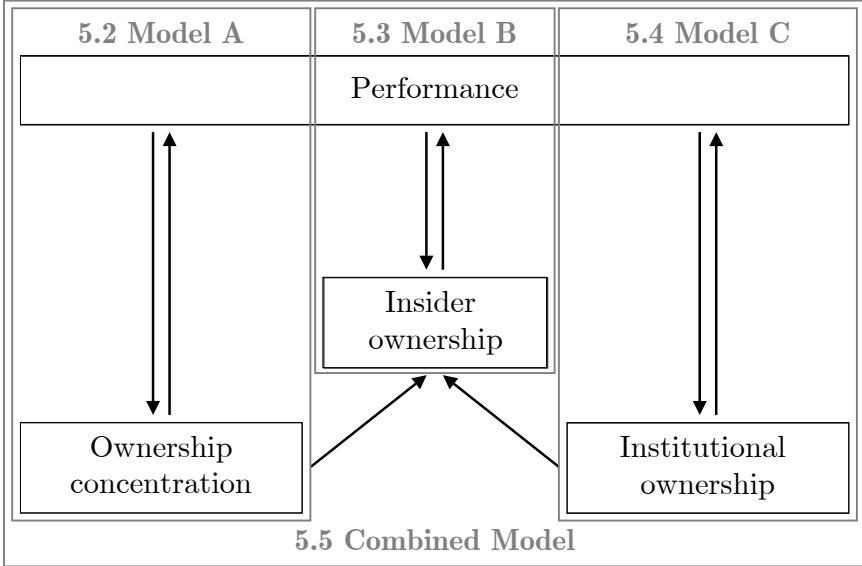 5.2 Model A
5.3 Model B
5.4 Model C
Performance
Insider
ownership
Ownership
concentration
Institutional
ownership
5.5 Combined Model